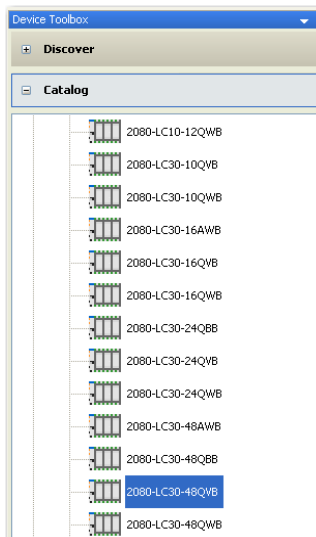 Device Toolbox
Discover
Catalog
2080-LC10-12QWB
2080-LC30-10QVB
2080-LC30-10QWB
2080-LC30-16AWB
2080-LC30-16QVB
2080-LC30-16QWB
2080-LC30-24QBB
2080-LC30-24QVB
2080-LC30-24QWB
2080-LC30-48AWB
2080-LC30-48QBB
2080-LC30-48QVB
2080-LC30-48QWB